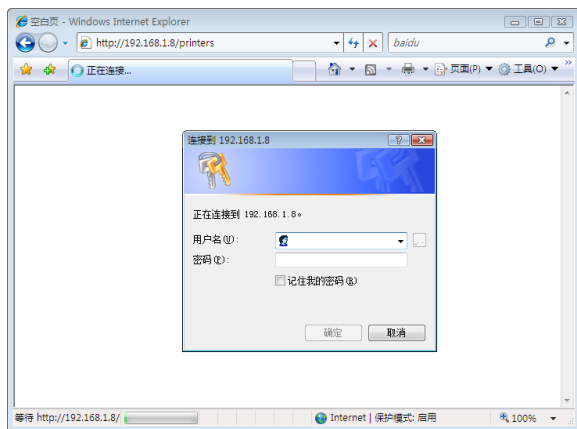 空白页 - Windows Internet Explorer
http://192.168.1.8/printers
baidu
正在连接...
页面(P)
工具(O)
连接到 192.168.1.8
正在连接到 192.168.1.8。
用户名(U):
密码(P):
记住我的密码(R)
确定
取消
等待 http://192.168.1.8/
Internet | 保护模式: 启用
100%